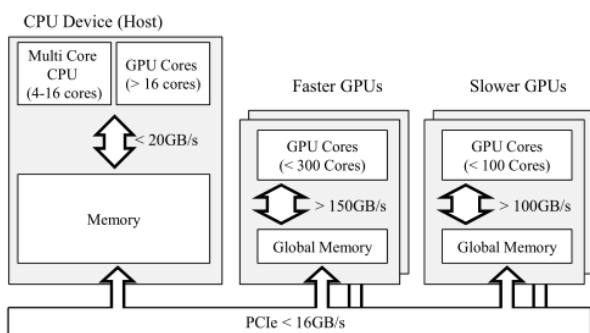 CPU Device (Host)
Multi Core
CPU
(4-16 cores)
GPU Cores
(> 16 cores)
< 20GB/s
Memory
Faster GPUs
GPU Cores
(< 300 Cores)
> 150GB/s
Global Memory
Slower GPUs
GPU Cores
(< 100 Cores)
> 100GB/s
Global Memory
PCIe < 16GB/s